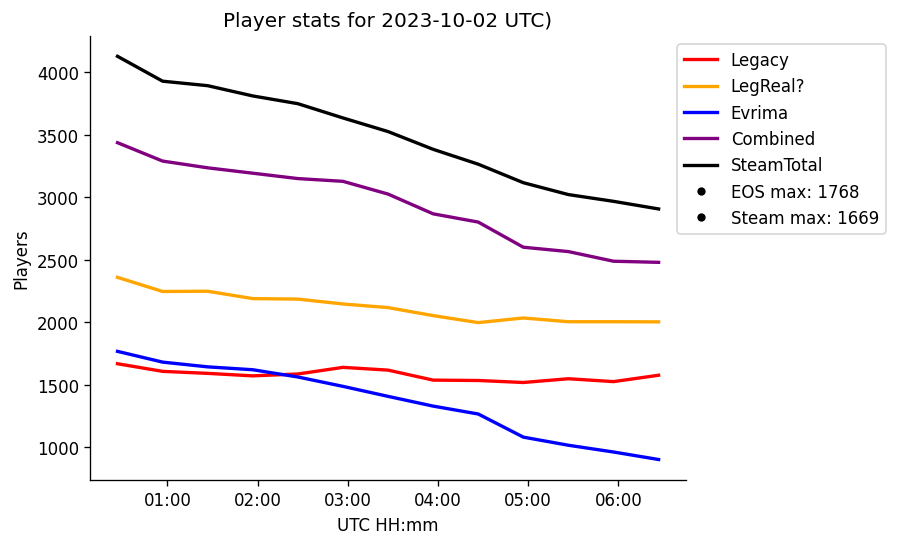 Player stats for 2023-10-02 UTC)
Legacy
LegReal?
Evrima
Combined
SteamTotal
EOS max: 1768
Steam max: 1669
Players
4000
3500
3000
2500
2000
1500
1000
01:00 02:00 03:00 04:00 05:00 06:00
UTC HH:mm